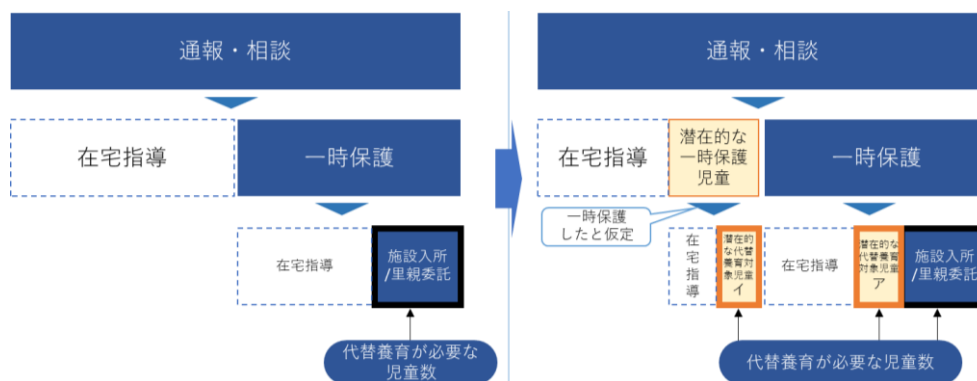 通報・相談
在宅指導
一時保護
在宅指導
施設入所
/里親委託
代替養育が必要な
児童数
通報・相談
在宅指導
潜在的な
一時保護
児童
一時保護
一時保護
したと仮定
在宅指導
潜在的
な代替
養育対
象児童
イ
在宅指導
潜在的な
代替養育
対象児童
ア
施設入所
/里親委託
代替養育が必要な児童数